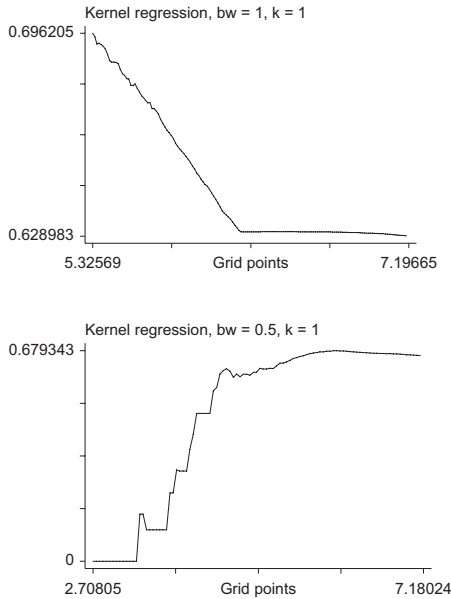 Kernel regression, bw = 1, k = 1
0.696205
0.628983
5.32569 Grid points 7.19665
Kernel regression, bw = 0.5, k = 1
0.679343
0
2.70805 Grid points 7.18024